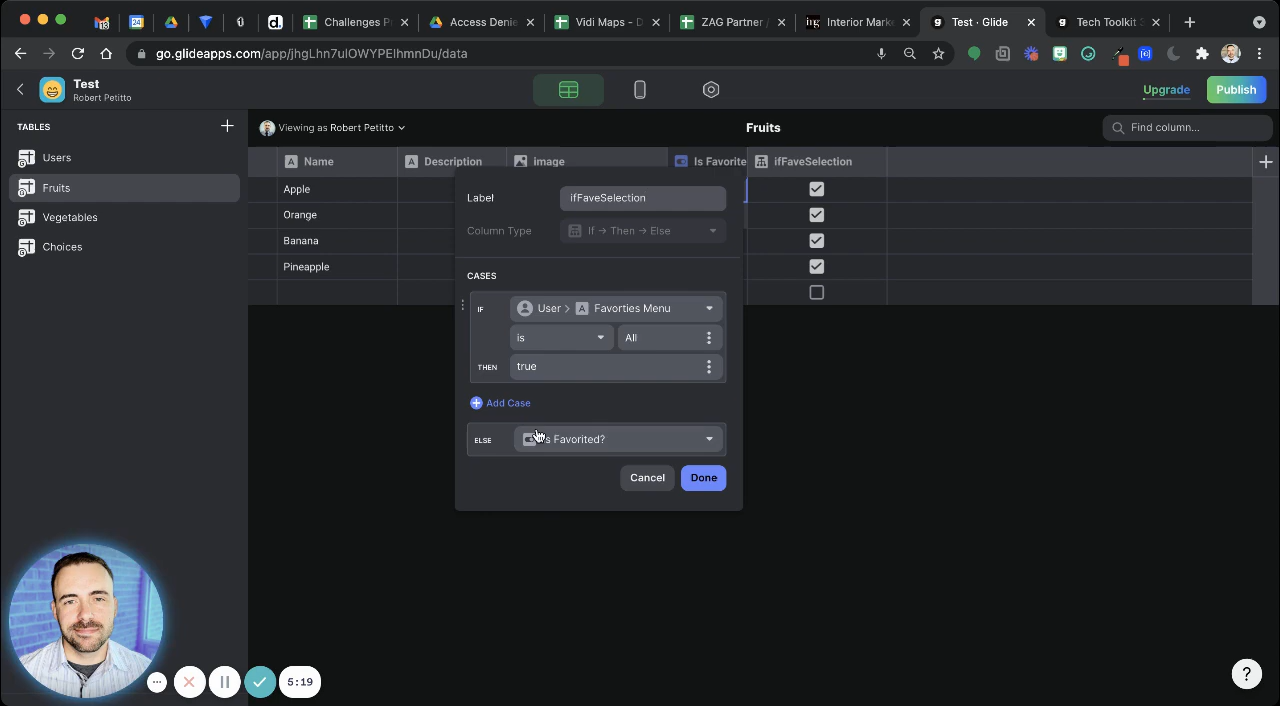 Challenges P
Access Denie
Vidi Maps - D
ZAG Partner /
Interior Marke
Test · Glide
Tech Toolkit
go.glideapps.com/app/jhgLhn7ulOWYPElhmnDu/data
Test
Robert Petitto
Upgrade
Publish
TABLES
Users
Fruits
Vegetables
Choices
Viewing as Robert Petitto
Fruits
Find column...
Name
Description
image
Is Favorite
ifFaveSelection
Apple
Orange
Banana
Pineapple
Label
ifFaveSelection
Column Type
If → Then → Else
CASES
IF
User > Favorties Menu
is
All
THEN
true
Add Case
ELSE
s Favorited?
Cancel
Done
5:19
?